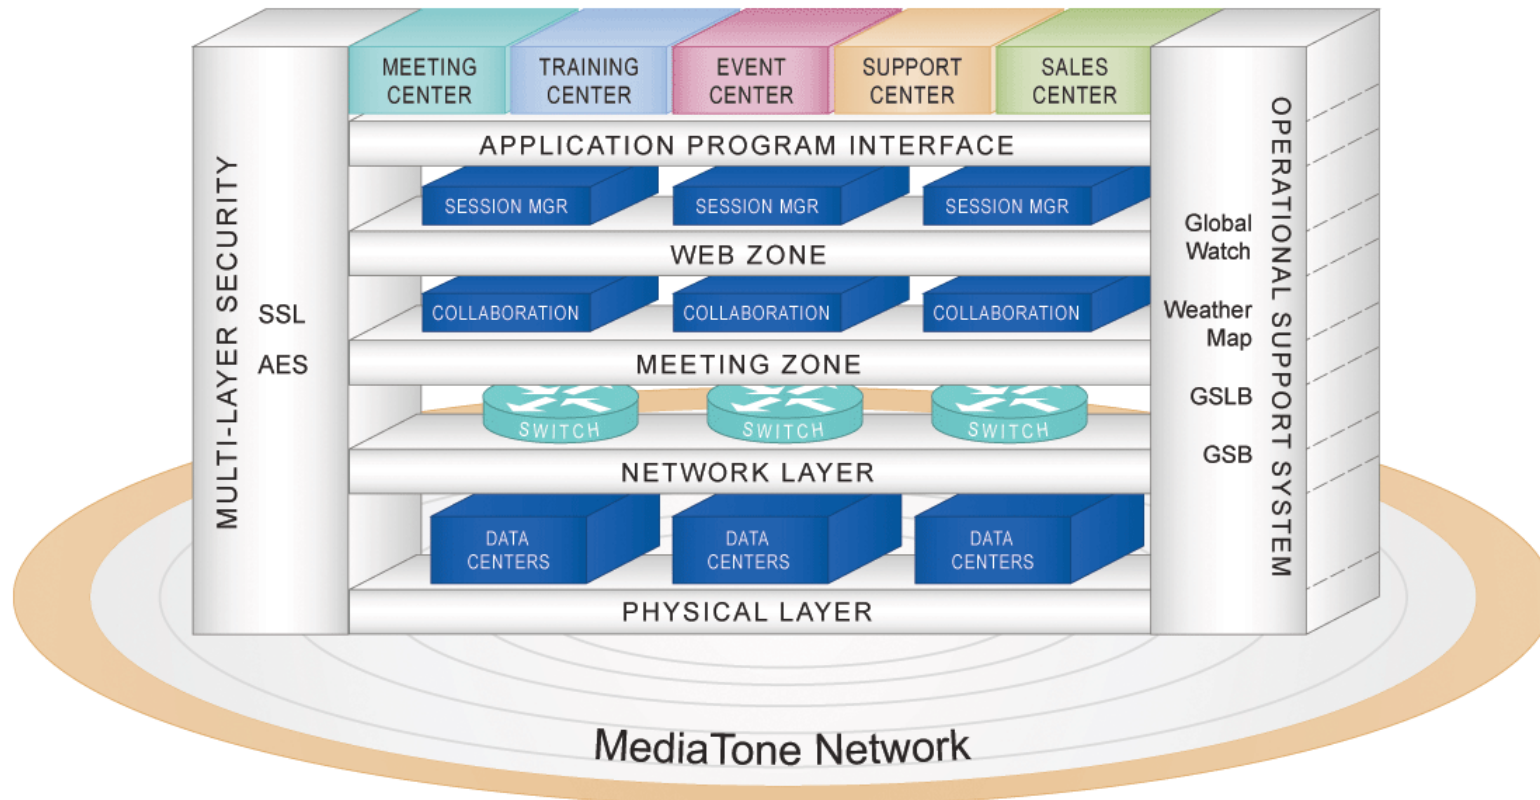 MEETING
CENTER
TRAINING
CENTER
EVENT
CENTER
SUPPORT
CENTER
SALES
CENTER
APPLICATION PROGRAM INTERFACE
SESSION MGR
SESSION MGR
SESSION MGR
WEB ZONE
COLLABORATION
COLLABORATION
COLLABORATION
MEETING ZONE
SWITCH
SWITCH
SWITCH
NETWORK LAYER
DATA
CENTERS
DATA
CENTERS
DATA
CENTERS
PHYSICAL LAYER
MULTI-LAYER SECURITY
SSL
AES
OPERATIONAL SUPPORT SYSTEM
Global
Watch
Weather
Map
GSLB
GSB
MediaTone Network